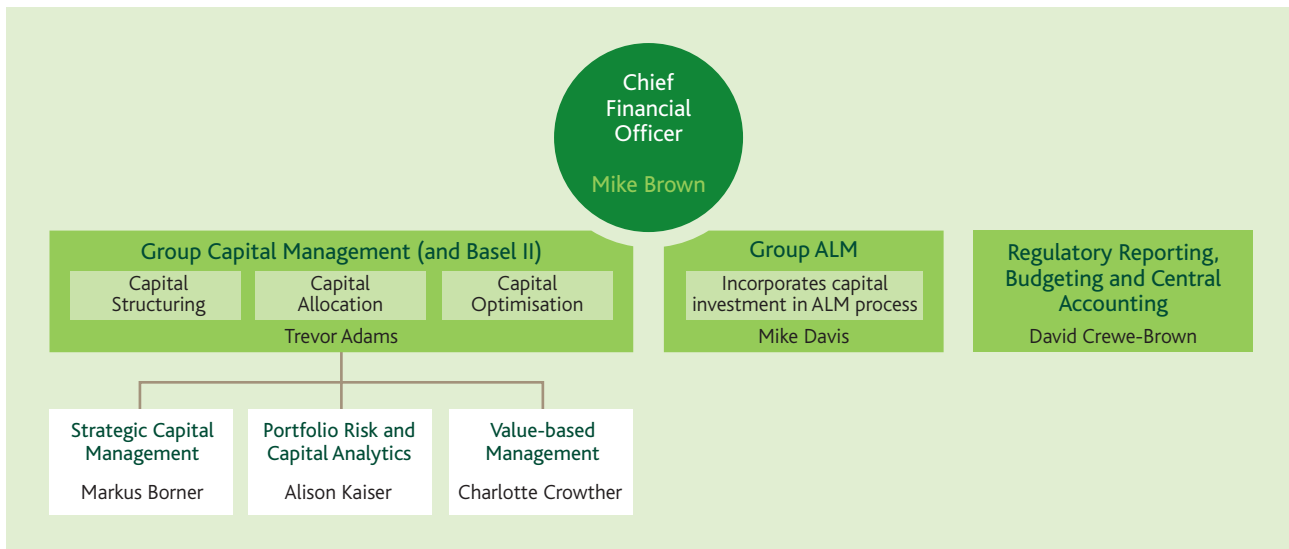 Chief
Financial
Officer
Mike Brown
Group Capital Management (and Basel II)
Capital
Structuring
Capital
Allocation
Capital
Optimisation
Trevor Adams
Group ALM
Incorporates capital
investment in ALM process
Mike Davis
Regulatory Reporting,
Budgeting and Central
Accounting
David Crewe-Brown
Strategic Capital
Management
Markus Borner
Portfolio Risk and
Capital Analytics
Alison Kaiser
Value-based
Management
Charlotte Crowther